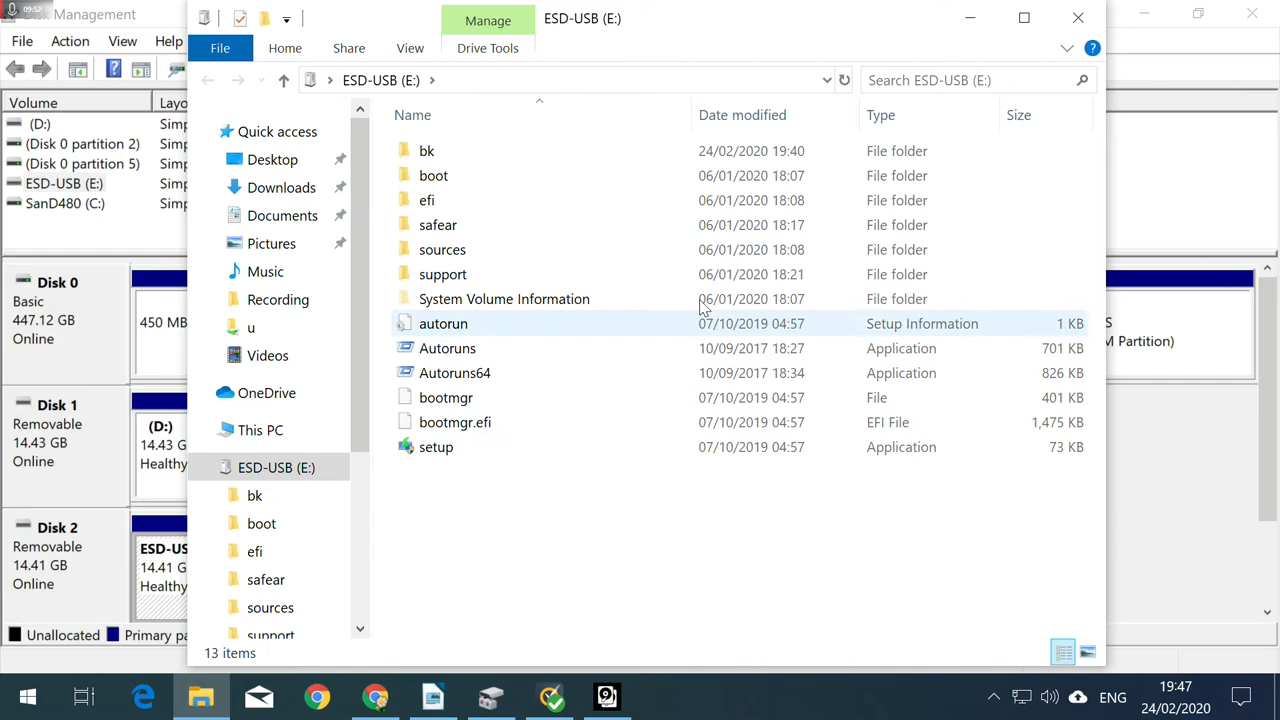 09:52
Disk Management
File Action View Help
Volume Layo
(D:) Simp
(Disk 0 partition 2) Simp
(Disk 0 partition 5) Simp
ESD-USB (E:) Simp
SanD480 (C:) Simp
Disk 0
Basic
447.12 GB
Online
450 MB
Disk 1
Removable
14.43 GB
Online
(D:)
14.43 G
Healthy
Disk 2
Removable
14.41 GB
Online
ESD-US
14.41 G
Healthy
Unallocated Primary pa
M Partition)
Manage
ESD-USB (E:)
File Home Share View Drive Tools
ESD-USB (E:)
Search ESD-USB (E:)
Quick access
Desktop
Downloads
Documents
Pictures
Music
Recording
u
Videos
OneDrive
This PC
ESD-USB (E:)
bk
boot
efi
safear
sources
support
Name Date modified Type Size
bk 24/02/2020 19:40 File folder
boot 06/01/2020 18:07 File folder
efi 06/01/2020 18:08 File folder
safear 06/01/2020 18:17 File folder
sources 06/01/2020 18:08 File folder
support 06/01/2020 18:21 File folder
System Volume Information 06/01/2020 18:07 File folder
autorun 07/10/2019 04:57 Setup Information 1 KB
Autoruns 10/09/2017 18:27 Application 701 KB
Autoruns64 10/09/2017 18:34 Application 826 KB
bootmgr 07/10/2019 04:57 File 401 KB
bootmgr.efi 07/10/2019 04:57 EFI File 1,475 KB
setup 07/10/2019 04:57 Application 73 KB
13 items
ENG
19:47
24/02/2020